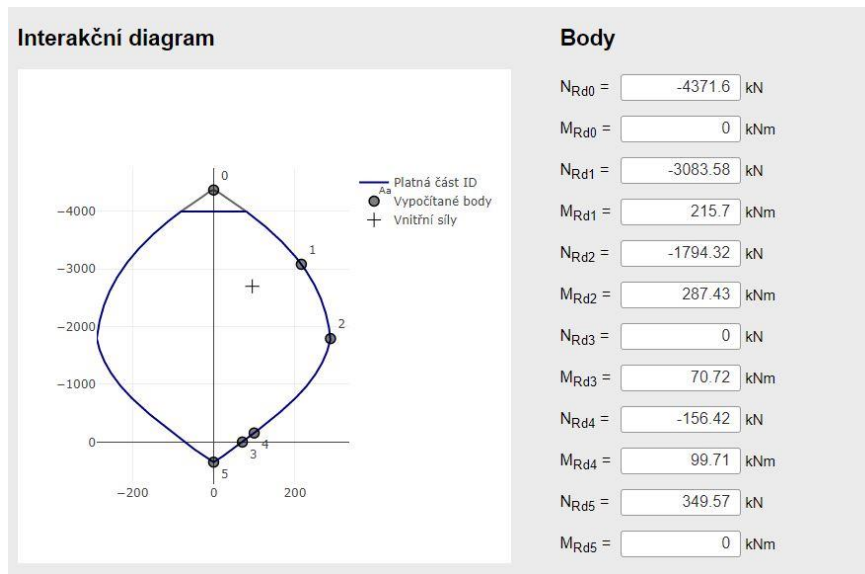 Interakční diagram
0
Platná část ID
Aa
Vypočítané body
Vnitřní síly
−4000
1
−3000
2
−2000
−1000
0
4
3
5
−200
0
200
Body
NRd0 = -4371.6 kN
MRd0 = 0 kNm
NRd1 = -3083.58 kN
MRd1 = 215.7 kNm
NRd2 = -1794.32 kN
MRd2 = 287.43 kNm
NRd3 = 0 kN
MRd3 = 70.72 kNm
NRd4 = -156.42 kN
MRd4 = 99.71 kNm
NRd5 = 349.57 kN
MRd5 = 0 kNm